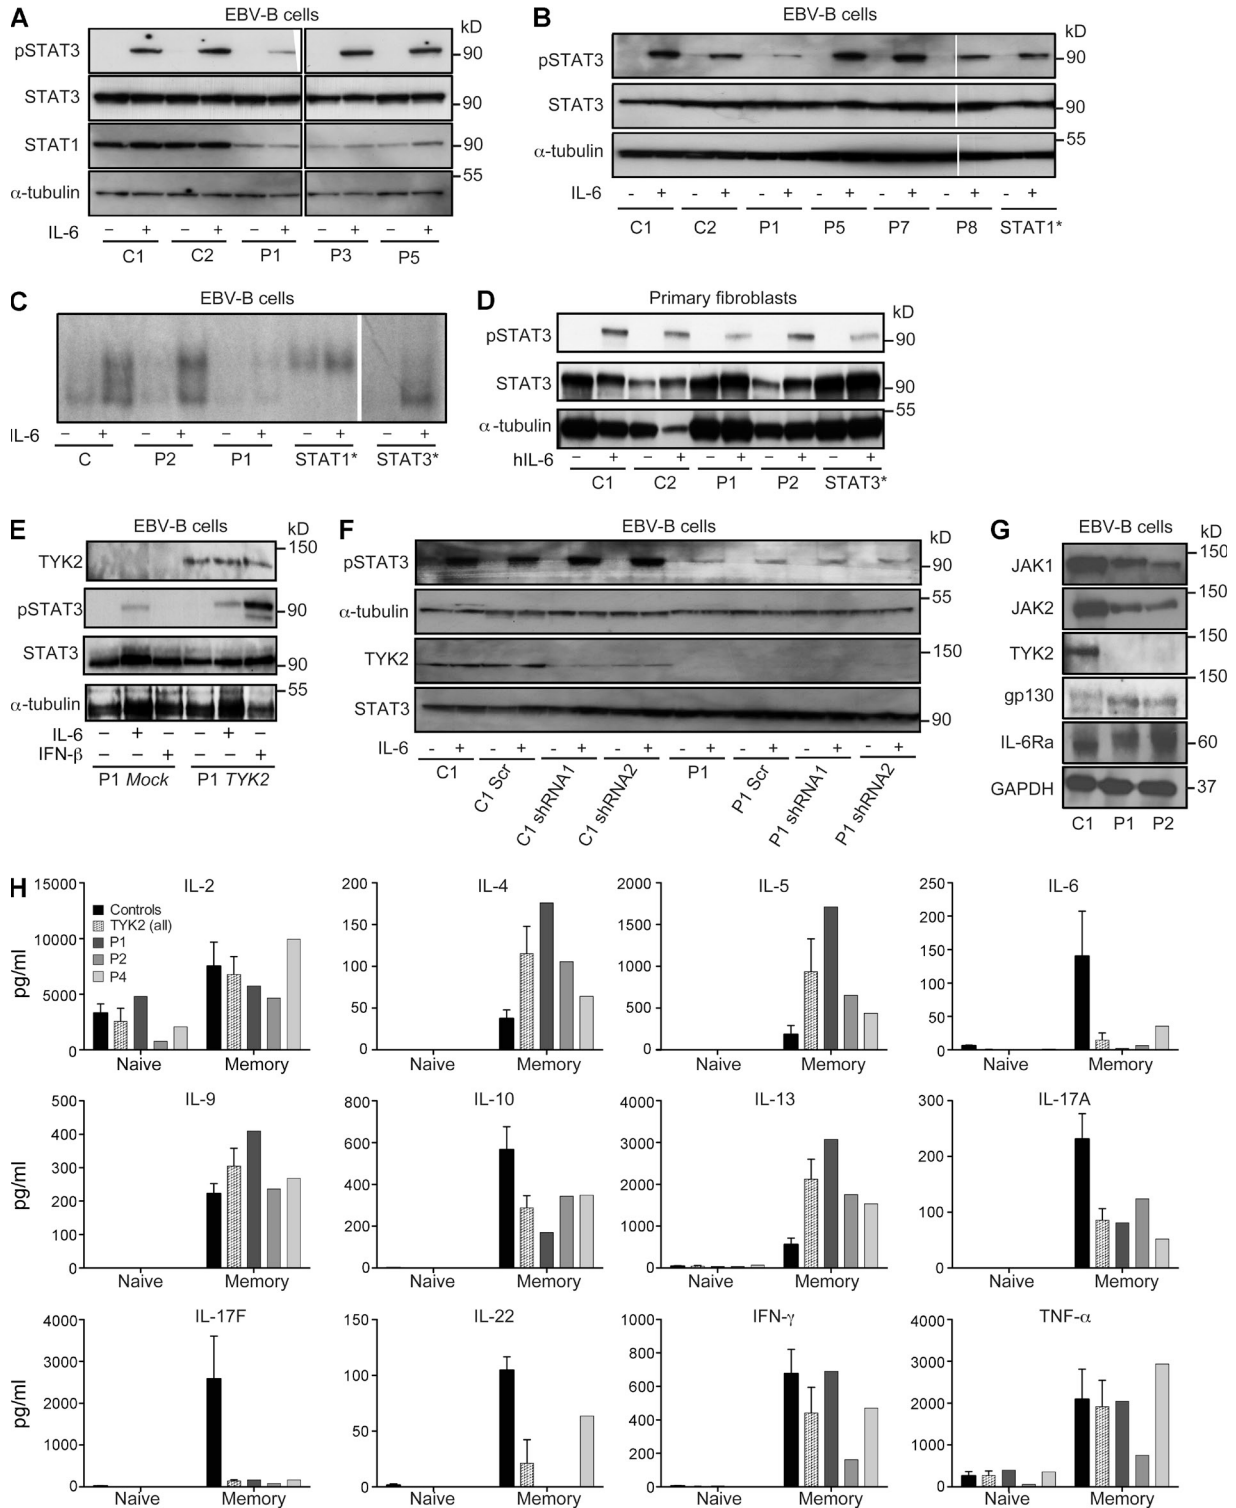 A
EBV-B cells
kD
pSTAT3
90
STAT3
90
STAT1
90
55
α-tubulin
IL-6 – + – + – + – + – +
C1 C2 P1 P3 P5
B
EBV-B cells
kD
pSTAT3
90
STAT3
90
55
α-tubulin
IL-6 - + - + - + - + - + - + - +
C1 C2 P1 P5 P7 P8 STAT1*
C
EBV-B cells
IL-6 – + – + – + – + – +
C P2 P1 STAT1* STAT3*
D
Primary fibroblasts
kD
pSTAT3
90
STAT3
90
55
α-tubulin
hIL-6 – + – + – + – + – +
C1 C2 P1 P2 STAT3*
E
EBV-B cells
kD
150
TYK2
pSTAT3
90
STAT3
90
55
α-tubulin
IL-6 – + – – + –
IFN-β – – + – – +
P1 Mock P1 TYK2
F
EBV-B cells
kD
pSTAT3
90
55
α-tubulin
150
TYK2
STAT3
90
IL-6 - + - + - + - + - + - + - + - +
C1 C1 Scr C1 shRNA1 C1 shRNA2 P1 P1 Scr P1 shRNA1 P1 shRNA2
G
EBV-B cells
kD
150
JAK1
150
JAK2
150
TYK2
150
gp130
IL-6Ra
60
GAPDH
37
C1 P1 P2
H
IL-2
15000
10000
5000
0
pg/ml
Controls
TYK2 (all)
P1
P2
P4
Naive Memory
IL-4
200
150
100
50
0
Naive Memory
IL-5
2000
1500
1000
500
0
Naive Memory
IL-6
250
200
150
100
50
0
Naive Memory
IL-9
500
400
300
200
100
0
pg/ml
Naive Memory
IL-10
800
600
400
200
0
Naive Memory
IL-13
4000
3000
2000
1000
0
Naive Memory
IL-17A
300
200
100
0
Naive Memory
IL-17F
4000
3000
2000
1000
0
pg/ml
Naive Memory
IL-22
150
100
50
0
Naive Memory
IFN-γ
1000
800
600
400
200
0
Naive Memory
TNF-α
4000
3000
2000
1000
0
Naive Memory